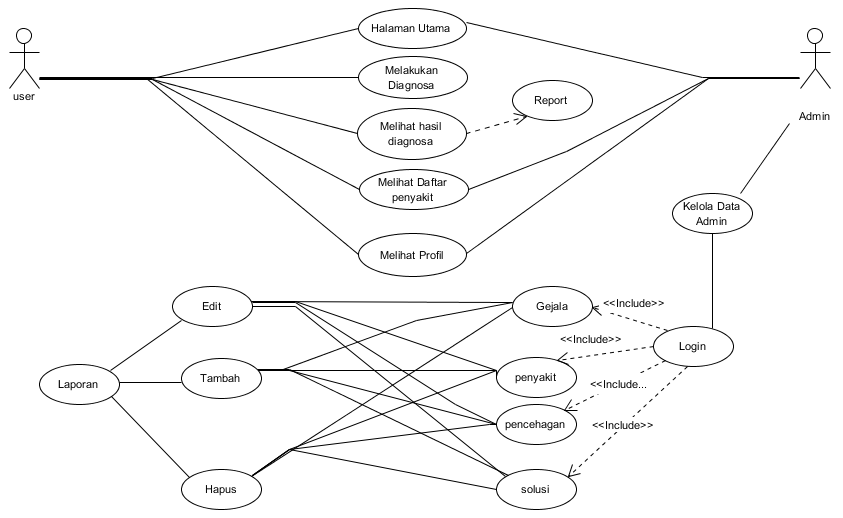 Halaman Utama
user
Admin
Melakukan
Diagnosa
Report
Melihat hasil
diagnosa
Melihat Daftar
penyakit
Kelola Data
Admin
Melihat Profil
Edit
Gejala
<<Include>>
<<Include>>
Login
Laporan
Tambah
penyakit
<<Include...
pencehagan
<<Include>>
Hapus
solusi